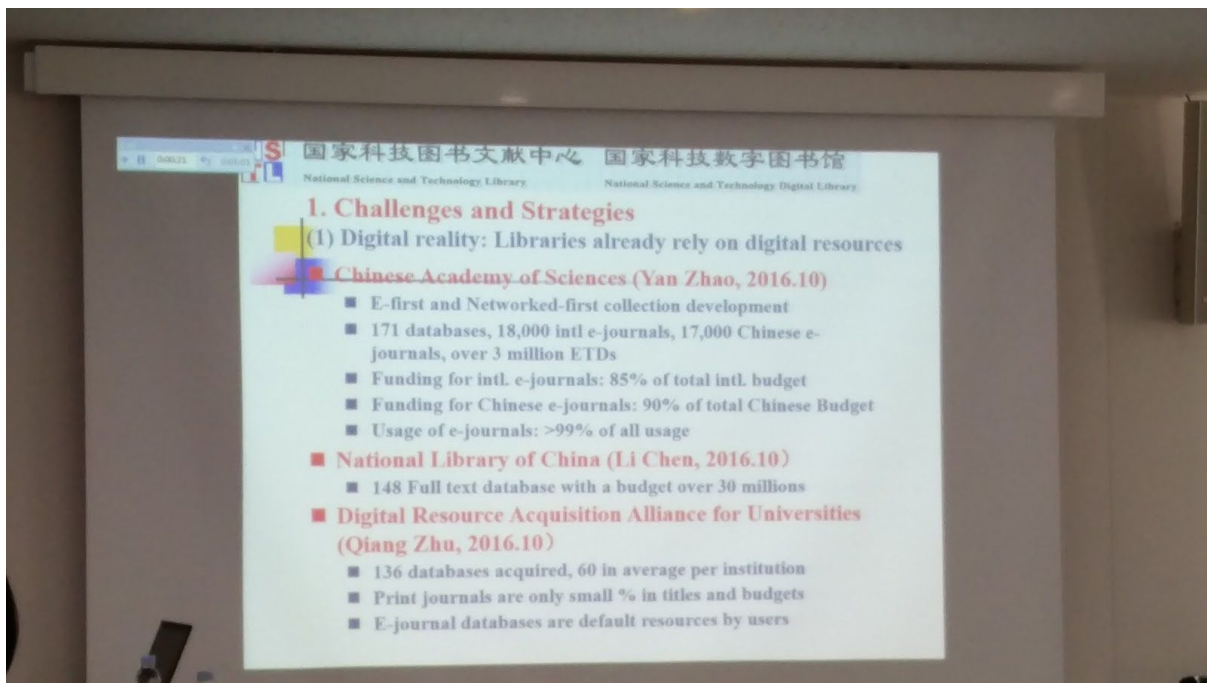 0:00:21
国家科技图书文献中心 国家科技数字图书馆
National Science and Technology Library National Science and Technology Digital Library
1. Challenges and Strategies
(1) Digital reality: Libraries already rely on digital resources
Chinese Academy of Sciences (Yan Zhao, 2016.10)
E-first and Networked-first collection development
171 databases, 18,000 intl e-journals, 17,000 Chinese e-
journals, over 3 million ETDs
Funding for intl. e-journals: 85% of total intl. budget
Funding for Chinese e-journals: 90% of total Chinese Budget
Usage of e-journals: >99% of all usage
National Library of China (Li Chen, 2016.10）
148 Full text database with a budget over 30 millions
Digital Resource Acquisition Alliance for Universities
(Qiang Zhu, 2016.10）
136 databases acquired, 60 in average per institution
Print journals are only small % in titles and budgets
E-journal databases are default resources by users